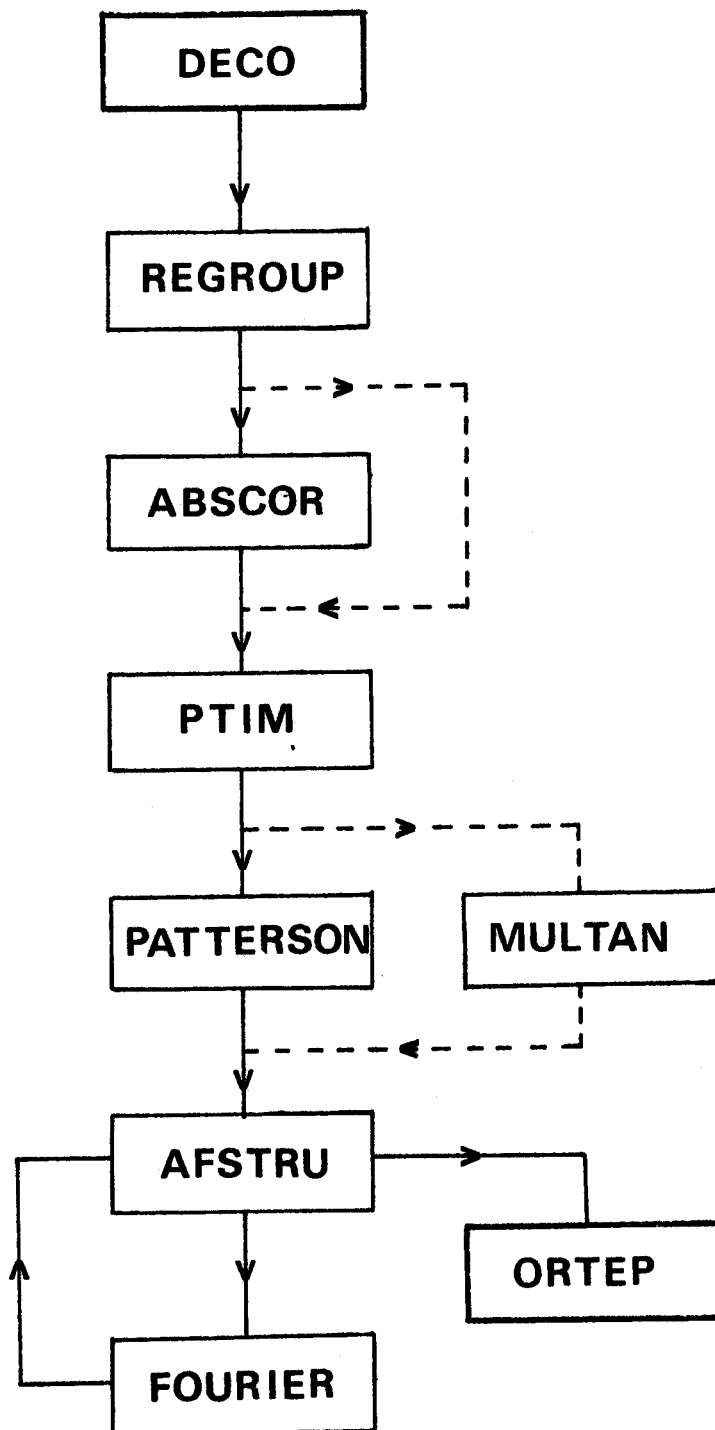 DECO
REGROUP
ABSCOR
PTIM
PATTERSON
MULTAN
AFSTRU
ORTEP
FOURIER